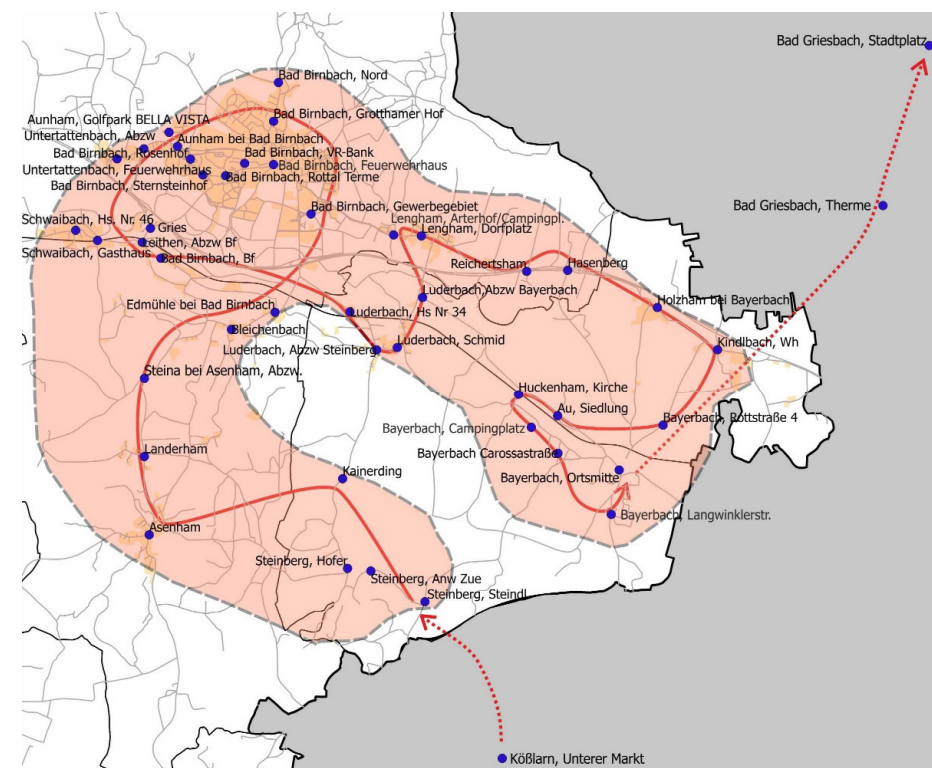 Bad Griesbach, Stadtplatz
Bad Birnbach, Nord
Bad Birnbach, Grotthamer Hof
Aunham, Golfpark BELLA VISTA
Untertattenbach, Abzw
Aunham bei Bad Birnbach
Bad Birnbach, Rosenhof
Bad Birnbach, VR-Bank
Bad Birnbach, Feuerwehrhaus
Untertattenbach, Feuerwehrhaus
Bad Birnbach, Rottal Terme
Bad Birnbach, Sternsteinhof
Bad Birnbach, Gewerbegebiet
Bad Griesbach, Therme
Schwaibach, Hs. Nr. 46
Lengham, Arterhof/Campingpl.
Gries
Lengham, Dorfplatz
Leithen, Abzw Bf
Schwaibach, Gasthaus
Bad Birnbach, Bf
Reichertsham
Hasenberg
Luderbach,Abzw Bayerbach
Holzham bei Bayerbach
Edmühle bei Bad Birnbach
Luderbach, Hs Nr 34
Bleichenbach
Luderbach, Schmid
Kindlbach, Wh
Luderbach, Abzw Steinberg
Steina bei Asenham, Abzw.
Huckenham, Kirche
Au, Siedlung
Bayerbach, Rottstraße 4
Bayerbach, Campingplatz
Landerham
Bayerbach Carossastraße
Kainerding
Bayerbach, Ortsmitte
Bayerbach, Langwinklerstr.
Asenham
Steinberg, Hofer
Steinberg, Anw Zue
Steinberg, Steindl
Kößlarn, Unterer Markt